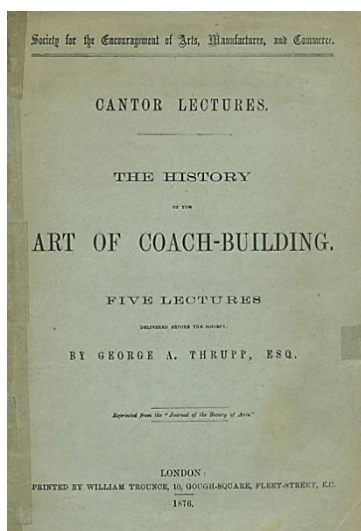 Society for the Encouragement of Arts, Manufactures, and Commerce.
CANTOR LECTURES.
THE HISTORY
OF THE
ART OF COACH-BUILDING.
FIVE LECTURES
DELIVERED BEFORE THE SOCIETY,
BY GEORGE A. THRUPP, ESQ.
Reprinted from the "Journal of the Society of Arts."
LONDON:
PRINTED BY WILLIAM TROUNCE, 10, GOUGH-SQUARE, FLEET-STREET, E.C.
1876.